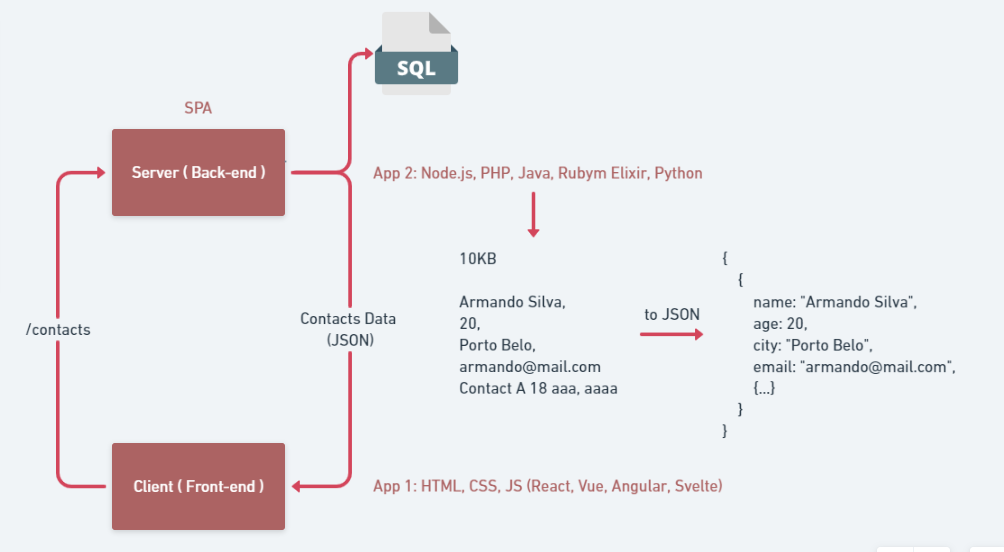 SQL
SPA
Server ( Back-end )
App 2: Node.js, PHP, Java, Rubym Elixir, Python
10KB
Armando Silva,
20,
Porto Belo,
armando@mail.com
Contact A 18 aaa, aaaa
to JSON
{
{
name: "Armando Silva",
age: 20,
city: "Porto Belo",
email: "armando@mail.com",
{...}
}
}
/contacts
Contacts Data
(JSON)
Client ( Front-end )
App 1: HTML, CSS, JS (React, Vue, Angular, Svelte)